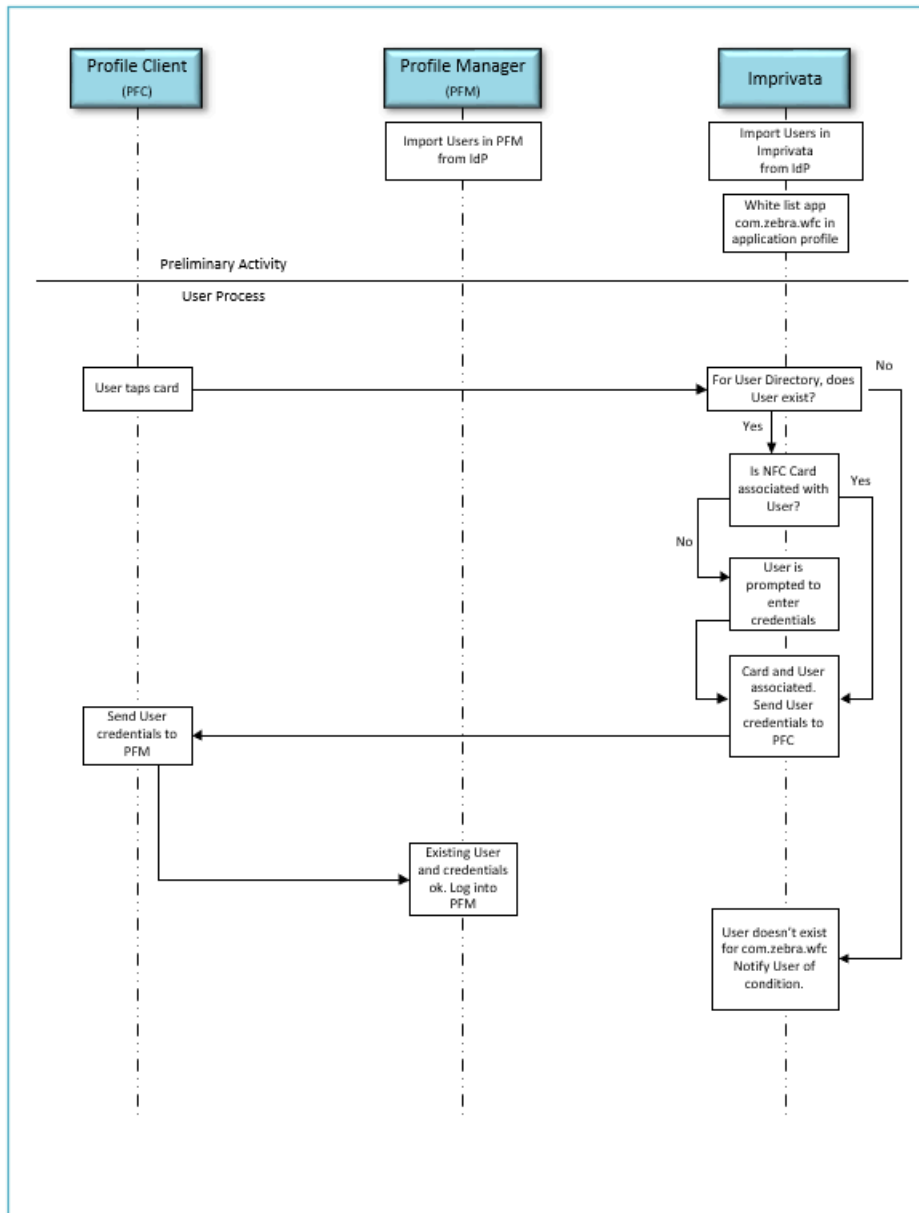 Profile Client
(PFC)
Profile Manager
(PFM)
Imprivata
Import Users in PFM
from IdP
Import Users in
Imprivata
from IdP
White list app
com.zebra.wfc in
application profile
Preliminary Activity
User Process
User taps card
For User Directory, does
User exist?
No
Yes
Is NFC Card
associated with
User?
Yes
No
User is
prompted to
enter
credentials
Card and User
associated.
Send User
credentials to
PFC
Send User
credentials to
PFM
Existing User
and credentials
ok. Log into
PFM
User doesn't exist
for com.zebra.wfc
Notify User of
condition.